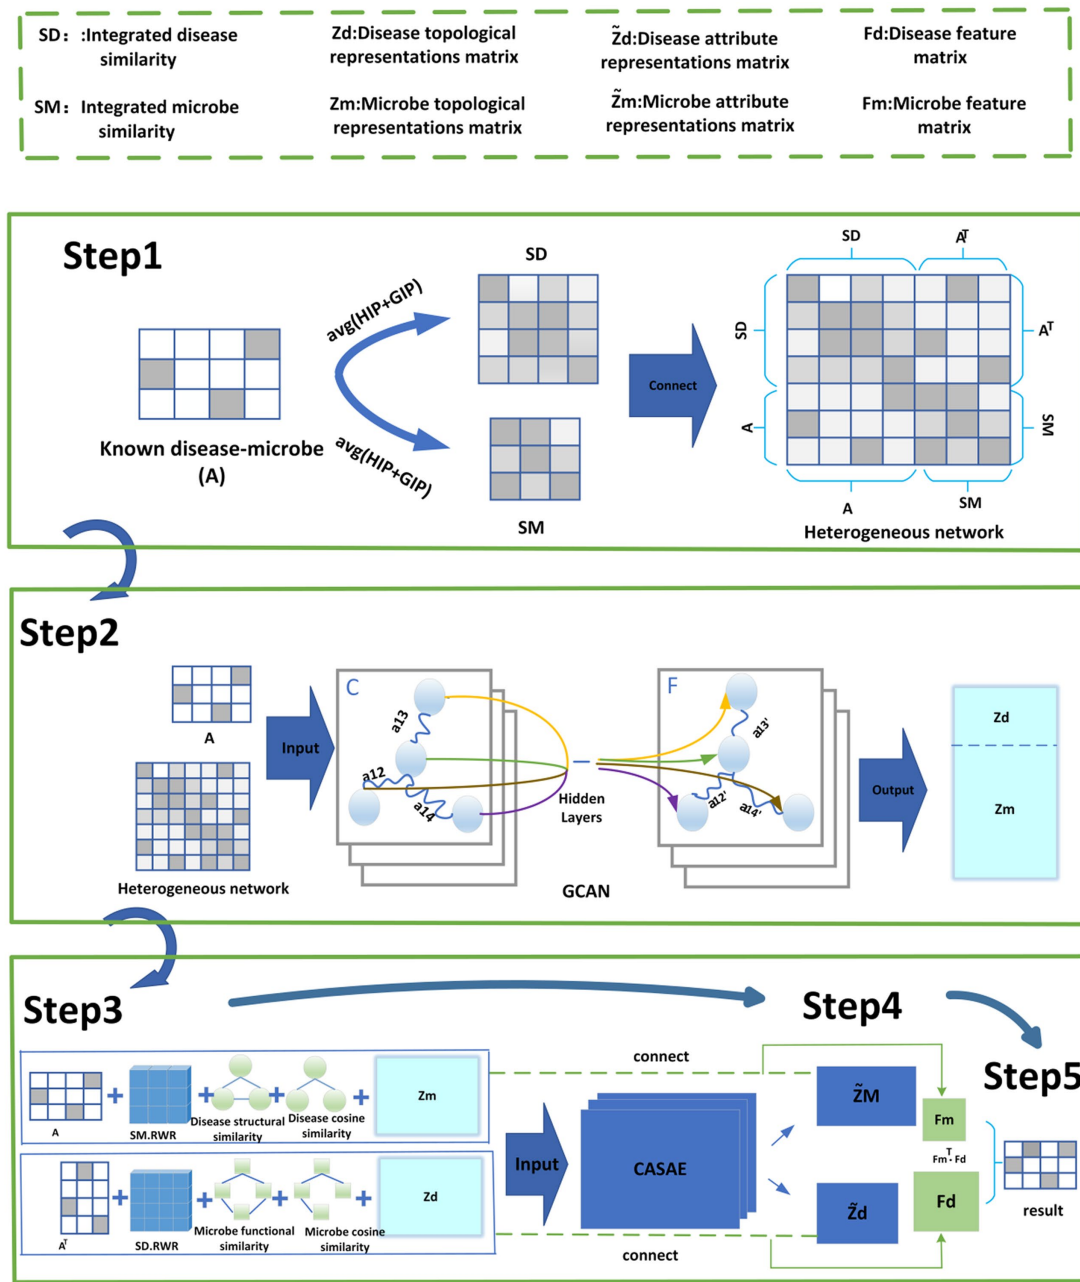 SD：:Integrated disease
similarity
Zd:Disease topological
representations matrix
Z̃d:Disease attribute
representations matrix
Fd:Disease feature
matrix
SM：Integrated microbe
similarity
Zm:Microbe topological
representations matrix
Z̃m:Microbe attribute
representations matrix
Fm:Microbe feature
matrix
Step1
Known disease-microbe
(A)
avg(HIP+GIP)
avg(HIP+GIP)
SD
SM
Connect
SD
Aᵀ
SD
A
Aᵀ
SM
A
SM
Heterogeneous network
Step2
A
Heterogeneous network
Input
C
a13
a12
a14
Hidden
Layers
F
a13'
a12'
a14'
GCAN
Output
Zd
Zm
Step3
A
+
SM.RWR
+
Disease structural
similarity
+
Disease cosine
similarity
+
Zm
Aᵀ
+
SD.RWR
+
Microbe functional
similarity
+
Microbe cosine
similarity
+
Zd
Input
connect
CASAE
connect
Step4
Z̃M
Z̃d
Fm
Fmᵀ· Fd
Fd
Step5
result